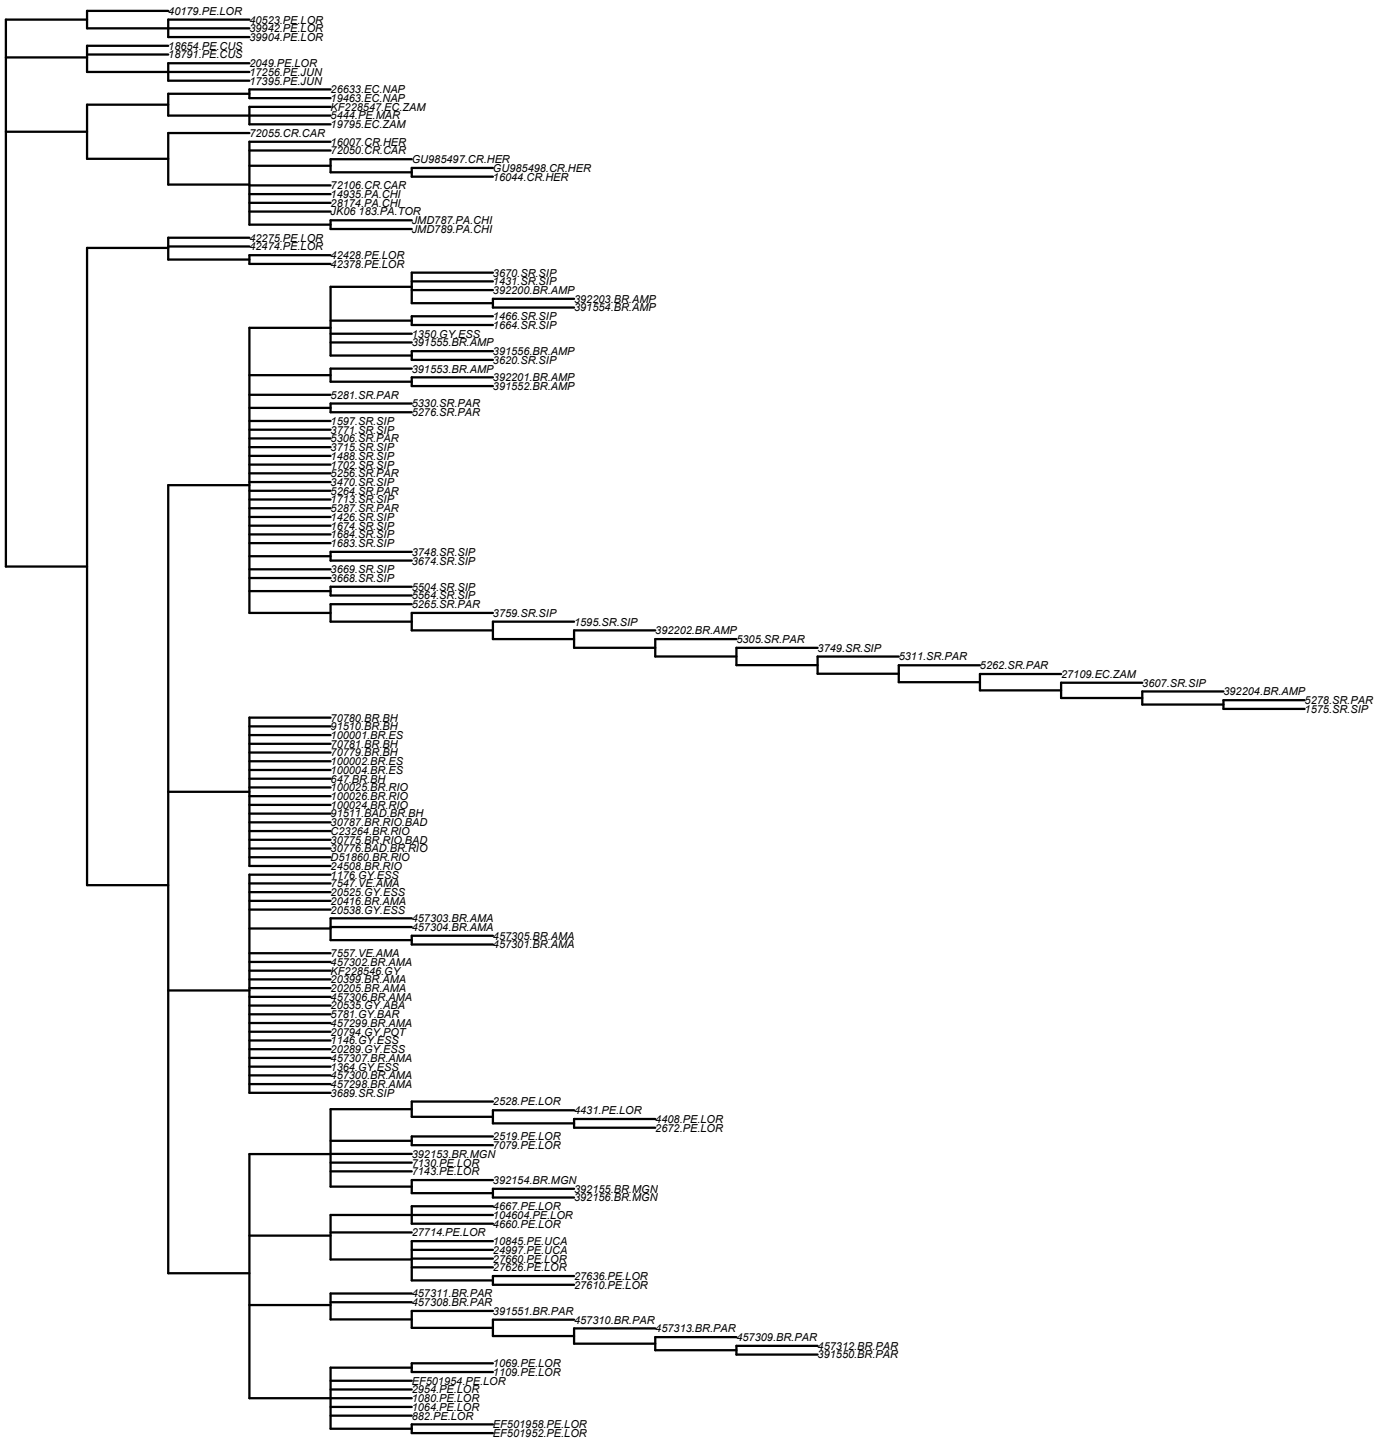 40179.PE.LOR
40523.PE.LOR
39942.PE.LOR
39904.PE.LOR
18654.PE.CUS
18791.PE.CUS
2049.PE.LOR
17256.PE.JUN
17395.PE.JUN
26633.EC.NAP
19463.EC.NAP
KF228547.EC.ZAM
5444.PE.MAR
19795.EC.ZAM
72055.CR.CAR
16007.CR.HER
72050.CR.CAR
GU985497.CR.HER
GU985498.CR.HER
16044.CR.HER
72106.CR.CAR
14935.PA.CHI
28174.PA.CHI
JK06 183.PA.TOR
JMD787.PA.CHI
JMD789.PA.CHI
42275.PE.LOR
42474.PE.LOR
42428.PE.LOR
42378.PE.LOR
3670.SR.SIP
1431.SR.SIP
392200.BR.AMP
392203.BR.AMP
391554.BR.AMP
1466.SR.SIP
1664.SR.SIP
1350.GY.ESS
391555.BR.AMP
391556.BR.AMP
3620.SR.SIP
391553.BR.AMP
392201.BR.AMP
391552.BR.AMP
5281.SR.PAR
5330.SR.PAR
5276.SR.PAR
1597.SR.SIP
3771.SR.SIP
5306.SR.PAR
3715.SR.SIP
1488.SR.SIP
1702.SR.SIP
5256.SR.PAR
3470.SR.SIP
5264.SR.PAR
1713.SR.SIP
5287.SR.PAR
1426.SR.SIP
1674.SR.SIP
1684.SR.SIP
1683.SR.SIP
3748.SR.SIP
3674.SR.SIP
3669.SR.SIP
3668.SR.SIP
5504.SR.SIP
5564.SR.SIP
5265.SR.PAR
3759.SR.SIP
1595.SR.SIP
392202.BR.AMP
5305.SR.PAR
3749.SR.SIP
5311.SR.PAR
5262.SR.PAR
27109.EC.ZAM
3607.SR.SIP
392204.BR.AMP
5278.SR.PAR
1575.SR.SIP
70780.BR.BH
91510.BR.BH
100001.BR.ES
70781.BR.BH
70779.BR.BH
100002.BR.ES
100004.BR.ES
647.BR.BH
100025.BR.RIO
100026.BR.RIO
100024.BR.RIO
91511.BAD.BR.BH
30787.BR.RIO.BAD
C23264.BR.RIO
30775.BR.RIO.BAD
30776.BAD.BR.RIO
D51860.BR.RIO
24508.BR.RIO
1176.GY.ESS
7547.VE.AMA
20525.GY.ESS
20416.BR.AMA
20538.GY.ESS
457303.BR.AMA
457304.BR.AMA
457305.BR.AMA
457301.BR.AMA
7557.VE.AMA
457302.BR.AMA
KF228546.GY
20399.BR.AMA
20205.BR.AMA
457306.BR.AMA
20535.GY.ABA
5781.GY.BAR
457299.BR.AMA
20794.GY.POT
1146.GY.ESS
20289.GY.ESS
457307.BR.AMA
1364.GY.ESS
457300.BR.AMA
457298.BR.AMA
3689.SR.SIP
2528.PE.LOR
4431.PE.LOR
4408.PE.LOR
2672.PE.LOR
2519.PE.LOR
7079.PE.LOR
392153.BR.MGN
7130.PE.LOR
7143.PE.LOR
392154.BR.MGN
392155.BR.MGN
392156.BR.MGN
4667.PE.LOR
104604.PE.LOR
4660.PE.LOR
27714.PE.LOR
10845.PE.UCA
24997.PE.UCA
27660.PE.LOR
27626.PE.LOR
27636.PE.LOR
27610.PE.LOR
457311.BR.PAR
457308.BR.PAR
391551.BR.PAR
457310.BR.PAR
457313.BR.PAR
457309.BR.PAR
457312.BR.PAR
391550.BR.PAR
1069.PE.LOR
1109.PE.LOR
EF501954.PE.LOR
2954.PE.LOR
1080.PE.LOR
1064.PE.LOR
882.PE.LOR
EF501958.PE.LOR
EF501952.PE.LOR